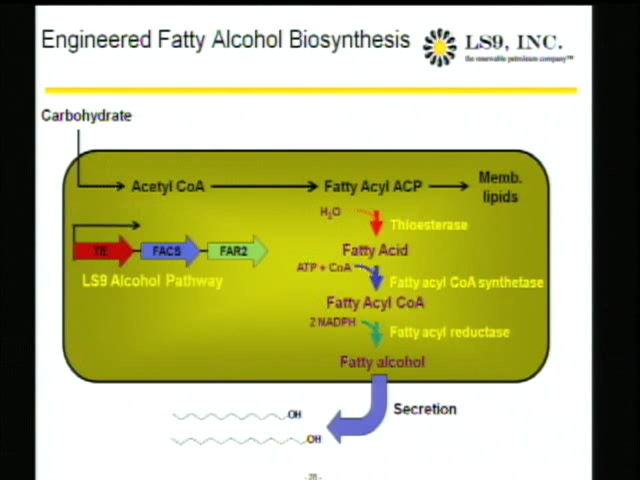 Engineered Fatty Alcohol Biosynthesis
LS9, INC.
the renewable petroleum company™
Carbohydrate
Acetyl CoA
Fatty Acyl ACP
Memb.
lipids
H₂O
Thioesterase
TE
FACS
FAR2
Fatty Acid
LS9 Alcohol Pathway
ATP + CoA
Fatty acyl CoA synthetase
Fatty Acyl CoA
2 NADPH
Fatty acyl reductase
Fatty alcohol
Secretion
OH
OH